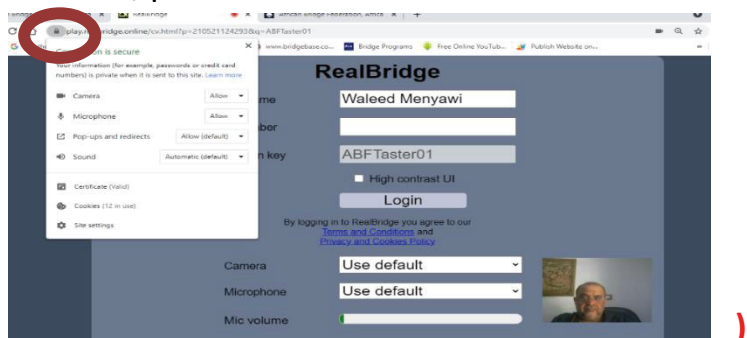 RealBridge
African Bridge Federation, Africa
bridge.online/cv.html?p=210521124293&q=ABFTaster01
www.bridgebase.co... Bridge Programs Free Online YouTub... Publish Website on...
is secure
Your information (for example, passwords or credit card
numbers) is private when it is sent to this site. Learn more
Camera Allow
Microphone Allow
Pop-ups and redirects Allow (default)
Sound Automatic (default)
Certificate (Valid)
Cookies (12 in use)
Site settings
RealBridge
Waleed Menyawi
key ABFTaster01
High contrast UI
Login
By logging in to RealBridge you agree to our
Terms and Conditions and
Privacy and Cookies Policy
Camera Use default
Microphone Use default
Mic volume
)